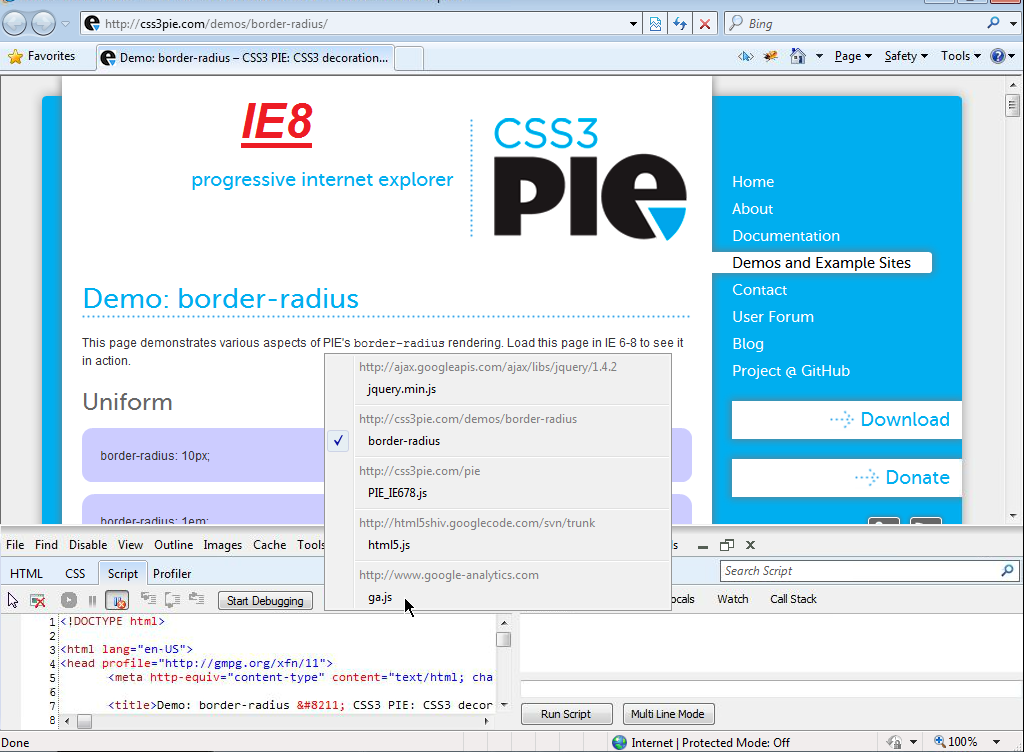 http://css3pie.com/demos/border-radius/
Bing
Favorites
Demo: border-radius – CSS3 PIE: CSS3 decoration...
Page
Safety
Tools
IE8
progressive internet explorer
CSS3
PIE
Home
About
Documentation
Demos and Example Sites
Contact
User Forum
Blog
Project @ GitHub
Download
Donate
Demo: border-radius
This page demonstrates various aspects of PIE's border-radius rendering. Load this page in IE 6-8 to see it
in action.
Uniform
border-radius: 10px;
border-radius: 1em;
http://ajax.googleapis.com/ajax/libs/jquery/1.4.2
jquery.min.js
http://css3pie.com/demos/border-radius
border-radius
http://css3pie.com/pie
PIE_IE678.js
http://html5shiv.googlecode.com/svn/trunk
html5.js
http://www.google-analytics.com
ga.js
File Find Disable View Outline Images Cache Tools
HTML CSS Script Profiler
Search Script
Start Debugging
ocals Watch Call Stack
1 <!DOCTYPE html>
2
3 <html lang="en-US">
4 <head profile="http://gmpg.org/xfn/11">
5 <meta http-equiv="content-type" content="text/html; cha
6
7 <title>Demo: border-radius &#8211; CSS3 PIE: CSS3 decor
8
Run Script
Multi Line Mode
Done
Internet | Protected Mode: Off
100%